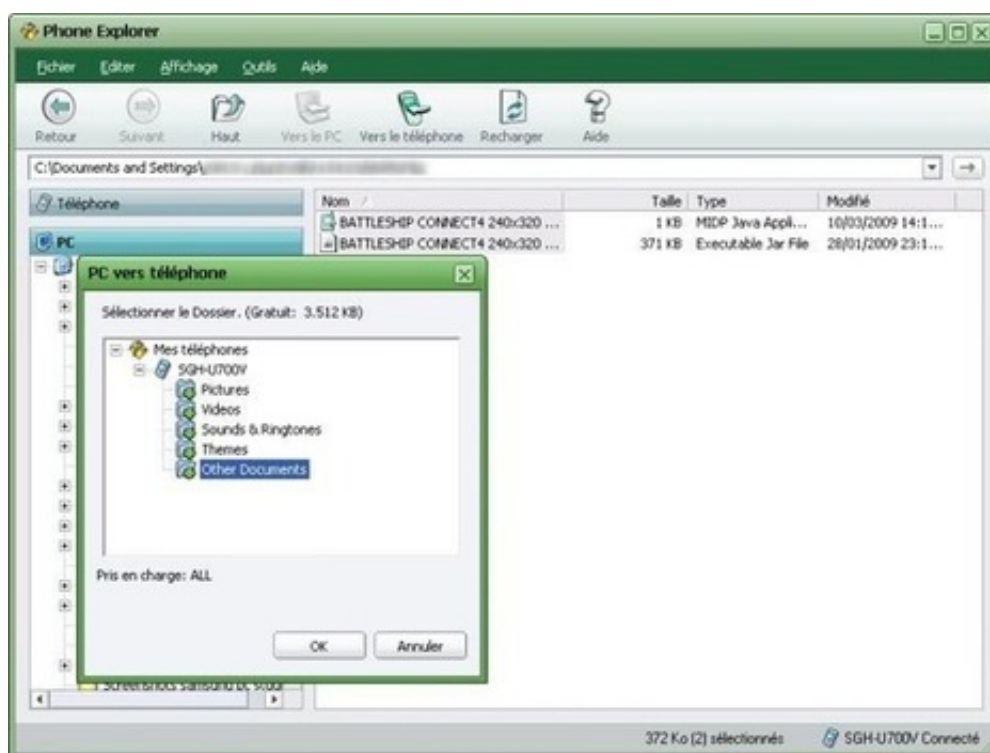 Phone Explorer
Fichier Editer Affichage Outils Aide
Retour Suivant Haut Vers le PC Vers le téléphone Recharger Aide
C:\Documents and Settings\
Téléphone
Nom Taille Type Modifié
BATTLESHIP CONNECT4 240x320 ... 1 KB MIDP Java Appli... 10/03/2009 14:1...
PC
BATTLESHIP CONNECT4 240x320 ... 371 KB Executable Jar File 28/01/2009 23:1...
PC vers téléphone
Sélectionner le Dossier. (Gratuit: 3.512 KB)
Mes téléphones
SGH-U700V
Pictures
Videos
Sounds & Ringtones
Themes
Other Documents
Pris en charge: ALL
OK Annuler
Screenshots samsung pc
372 Ko (2) sélectionnés SGH-U700V Connecté